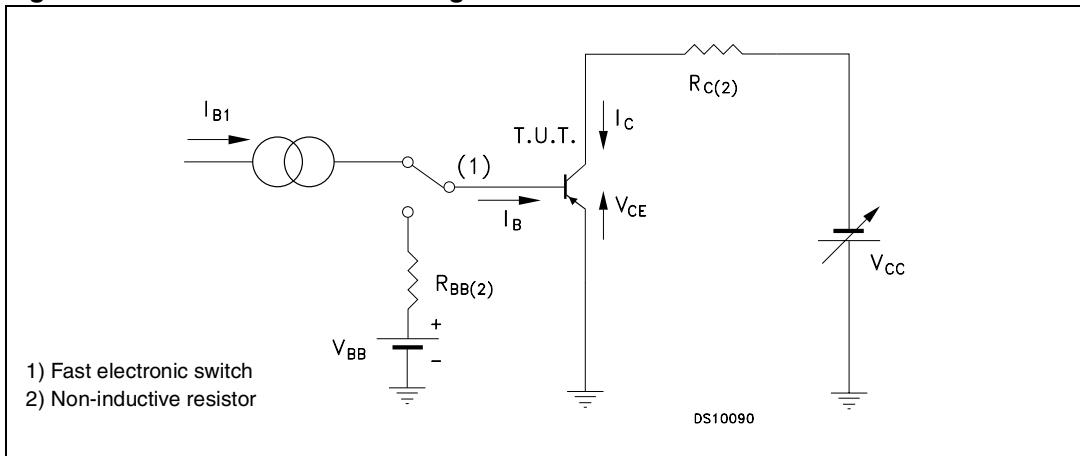 I_B1
T.U.T.
I_C
R_C(2)
(1)
I_B
V_CE
R_BB(2)
V_CC
V_BB
+
−
1) Fast electronic switch
2) Non-inductive resistor
DS10090